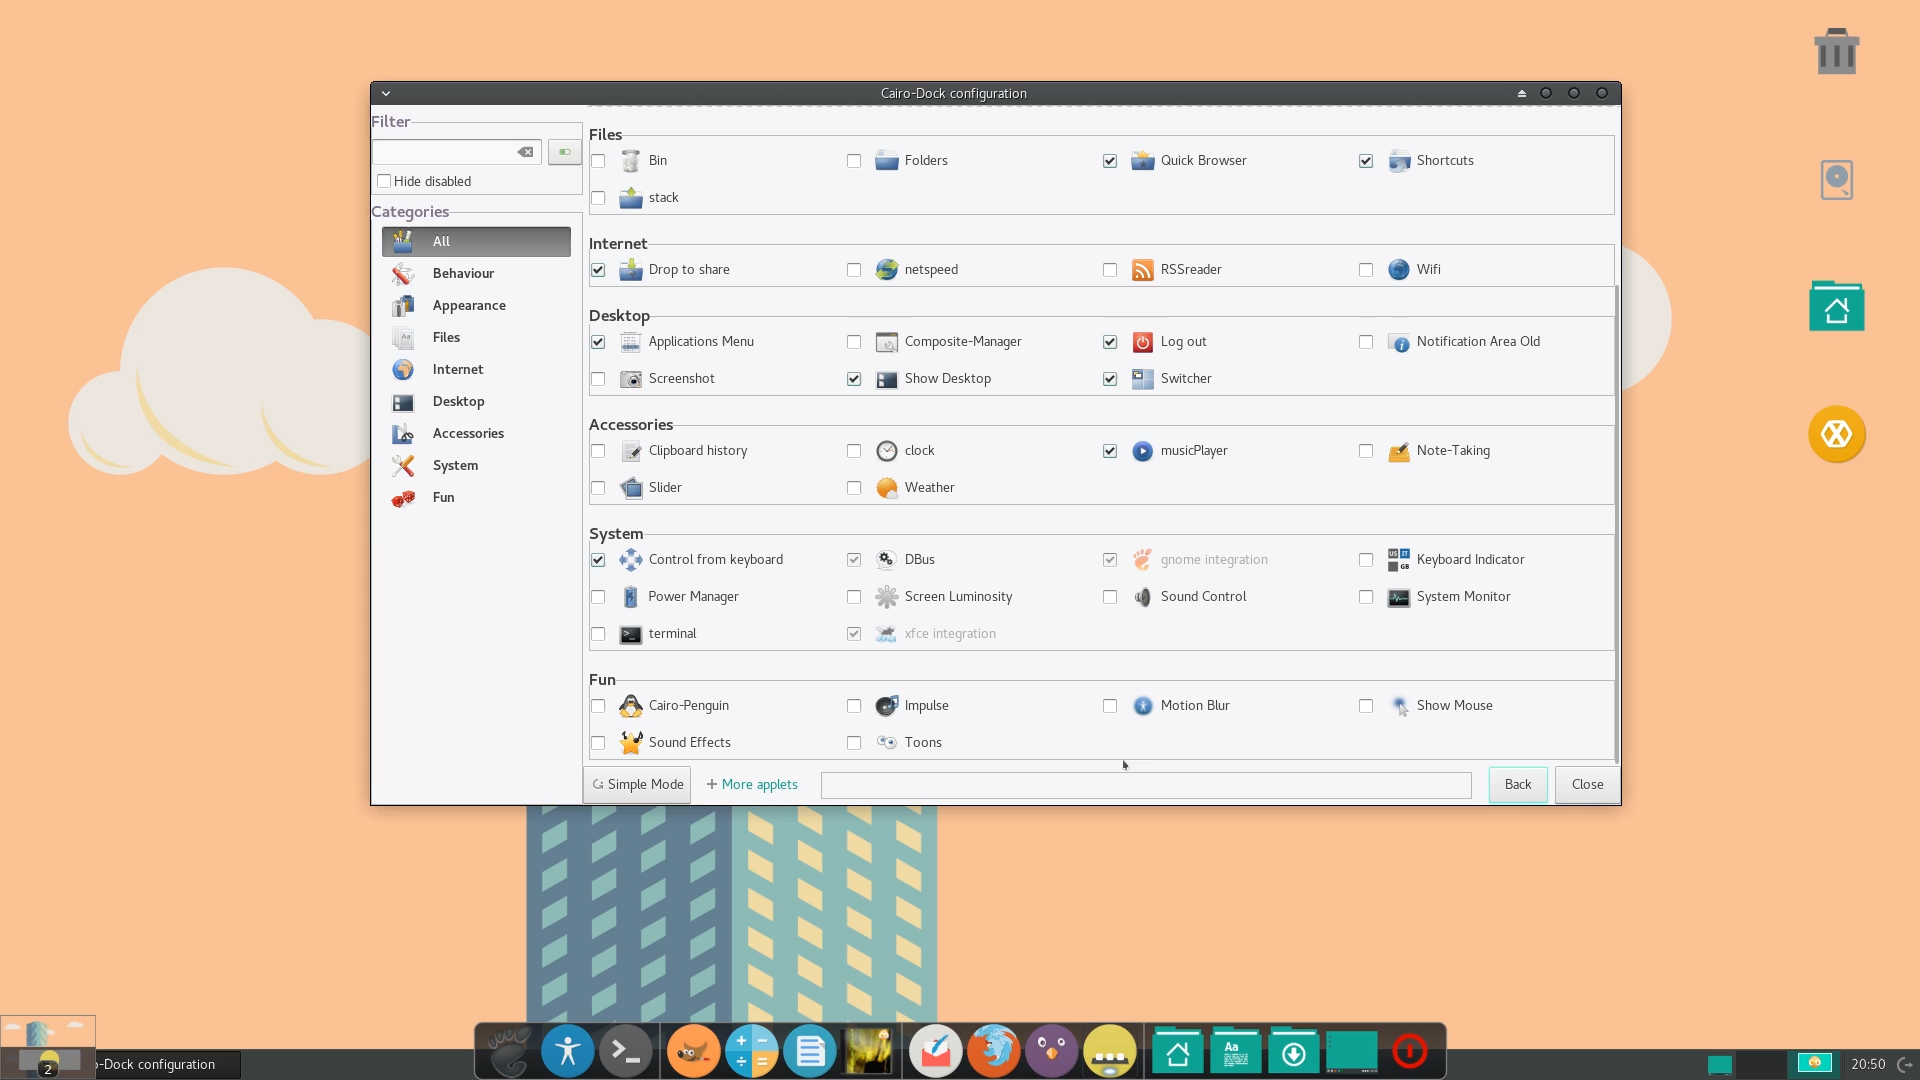 Cairo-Dock configuration
Filter
Hide disabled
Categories
All
Behaviour
Appearance
Files
Internet
Desktop
Accessories
System
Fun
Files
Bin Folders Quick Browser Shortcuts
stack
Internet
Drop to share netspeed RSSreader Wifi
Desktop
Applications Menu Composite-Manager Log out Notification Area Old
Screenshot Show Desktop Switcher
Accessories
Clipboard history clock musicPlayer Note-Taking
Slider Weather
System
Control from keyboard DBus gnome integration Keyboard Indicator
Power Manager Screen Luminosity Sound Control System Monitor
terminal xfce integration
Fun
Cairo-Penguin Impulse Motion Blur Show Mouse
Sound Effects Toons
Simple Mode + More applets Back Close
Aa
2
o-Dock configuration
20:50